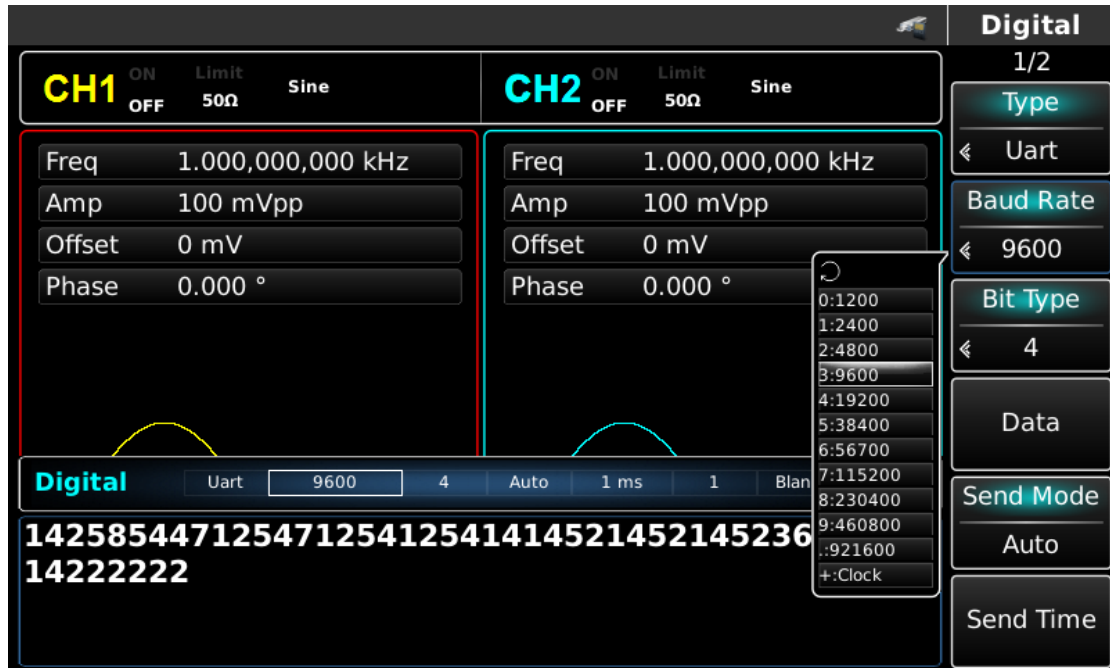 Digital
1/2
CH1 ON OFF Limit 50Ω Sine
CH2 ON OFF Limit 50Ω Sine
Freq 1.000,000,000 kHz
Amp 100 mVpp
Offset 0 mV
Phase 0.000 °
Freq 1.000,000,000 kHz
Amp 100 mVpp
Offset 0 mV
Phase 0.000 °
0:1200
1:2400
2:4800
3:9600
4:19200
5:38400
6:56700
7:115200
8:230400
9:460800
.:921600
+:Clock
Digital Uart 9600 4 Auto 1 ms 1 Blan
14258544712547125412541414521452145236
14222222
Type
Uart
Baud Rate
9600
Bit Type
4
Data
Send Mode
Auto
Send Time